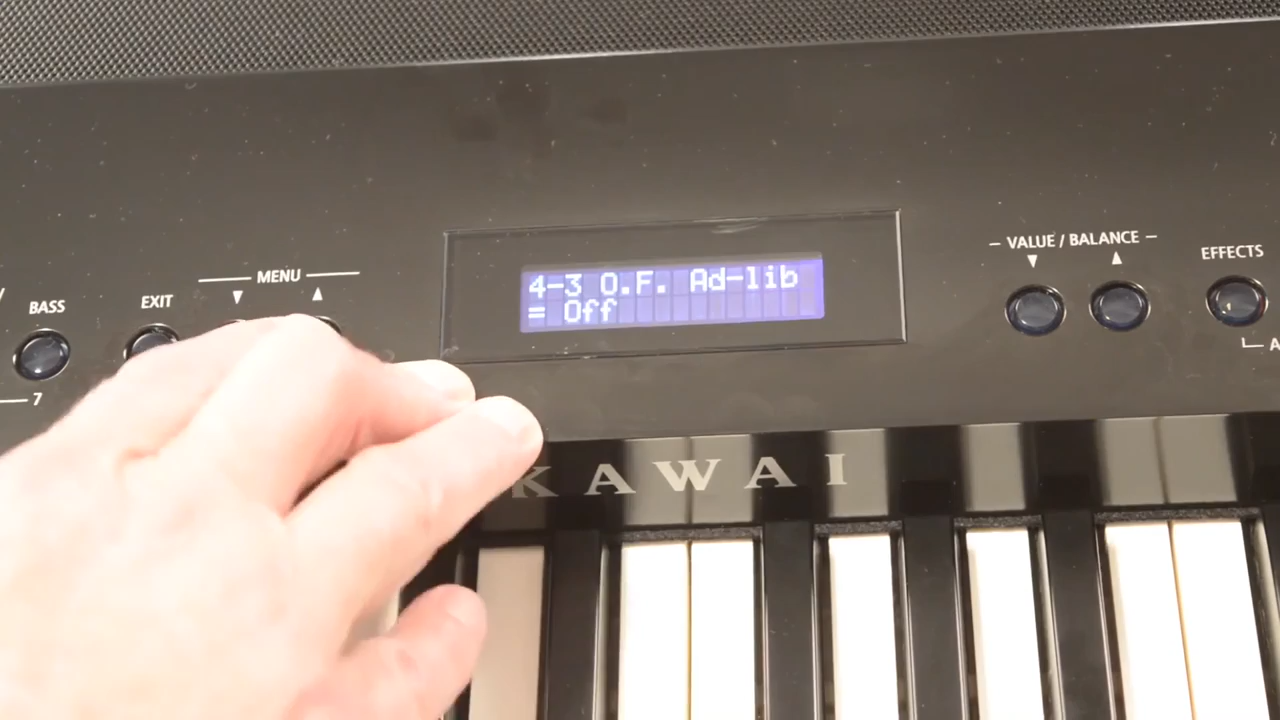 VALUE / BALANCE
▼ ▲
EFFECTS
MENU
▼ ▲
BASS
EXIT
4-3 O.F. Ad-lib
= Off
7
KAWAI